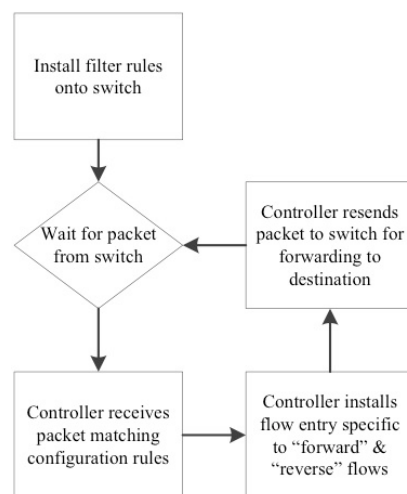 Install filter rules
onto switch
Wait for packet
from switch
Controller receives
packet matching
configuration rules
Controller installs
flow entry specific
to “forward” &
“reverse” flows
Controller resends
packet to switch for
forwarding to
destination